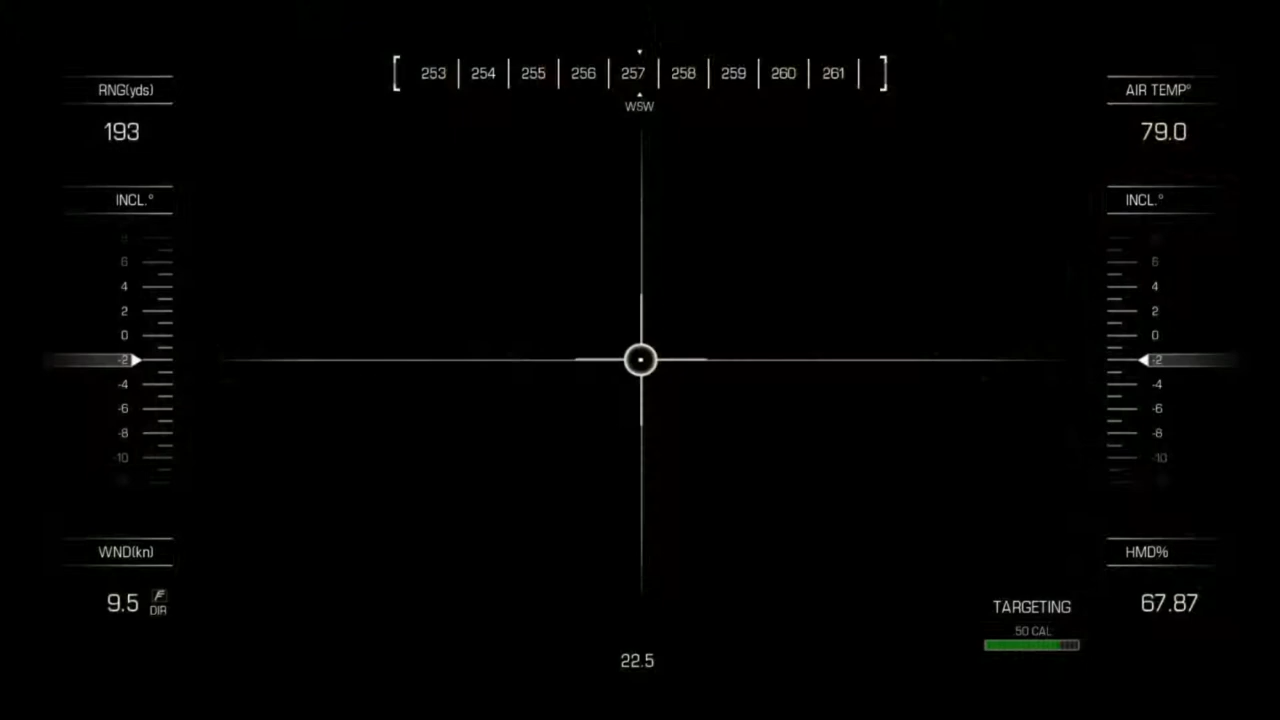 253 254 255 256 257 258 259 260 261
WSW
RNG(yds)
193
INCL.°
6
4
2
0
-2
-4
-6
-8
-10
WND(kn)
9.5
DIR
AIR TEMP°
79.0
INCL.°
6
4
2
0
-2
-4
-6
-8
-10
HMD%
67.87
TARGETING
.50 CAL
22.5